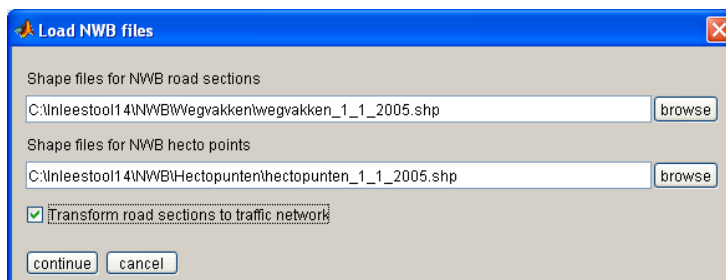 Load NWB files
Shape files for NWB road sections
C:\Inleestool14\NWB\Wegvakken\wegvakken_1_1_2005.shp browse
Shape files for NWB hecto points
C:\Inleestool14\NWB\Hectopunten\hectopunten_1_1_2005.shp browse
Transform road sections to traffic network
continue cancel